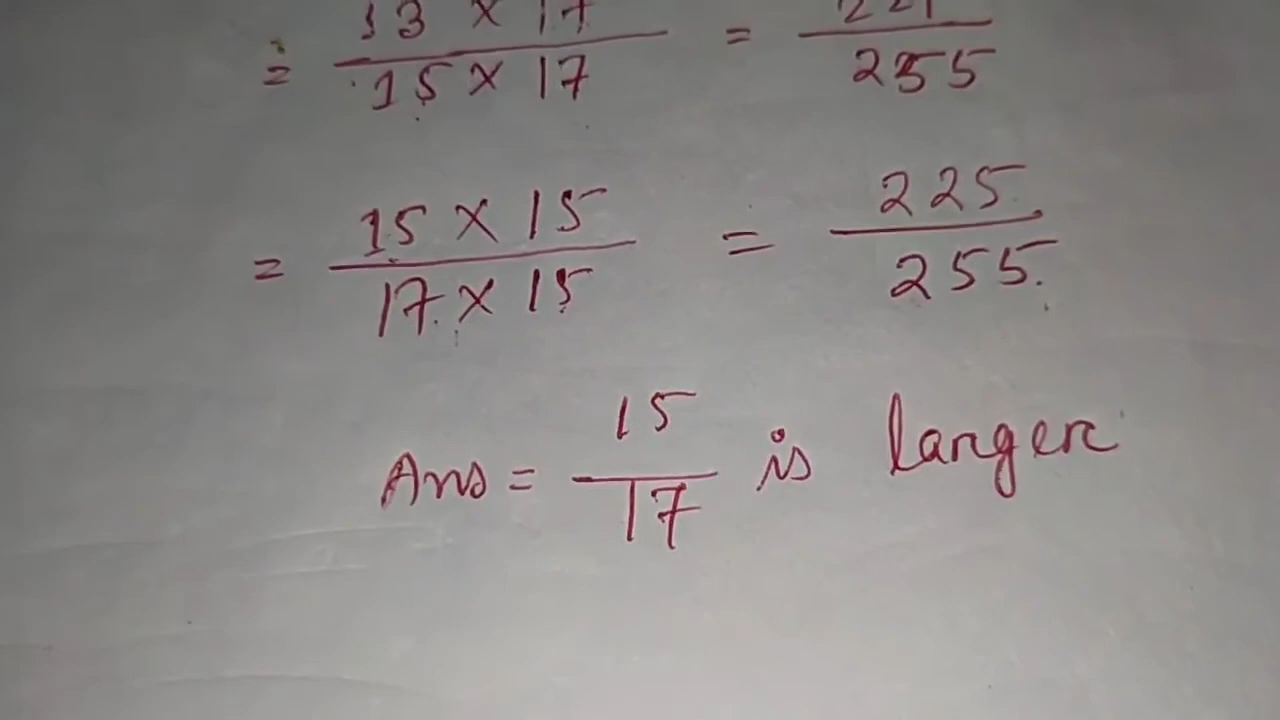 = 13 × 17 / 15 × 17 = 221 / 255
= 15 × 15 / 17 × 15 = 225 / 255
Ans = 15 / 17 is larger